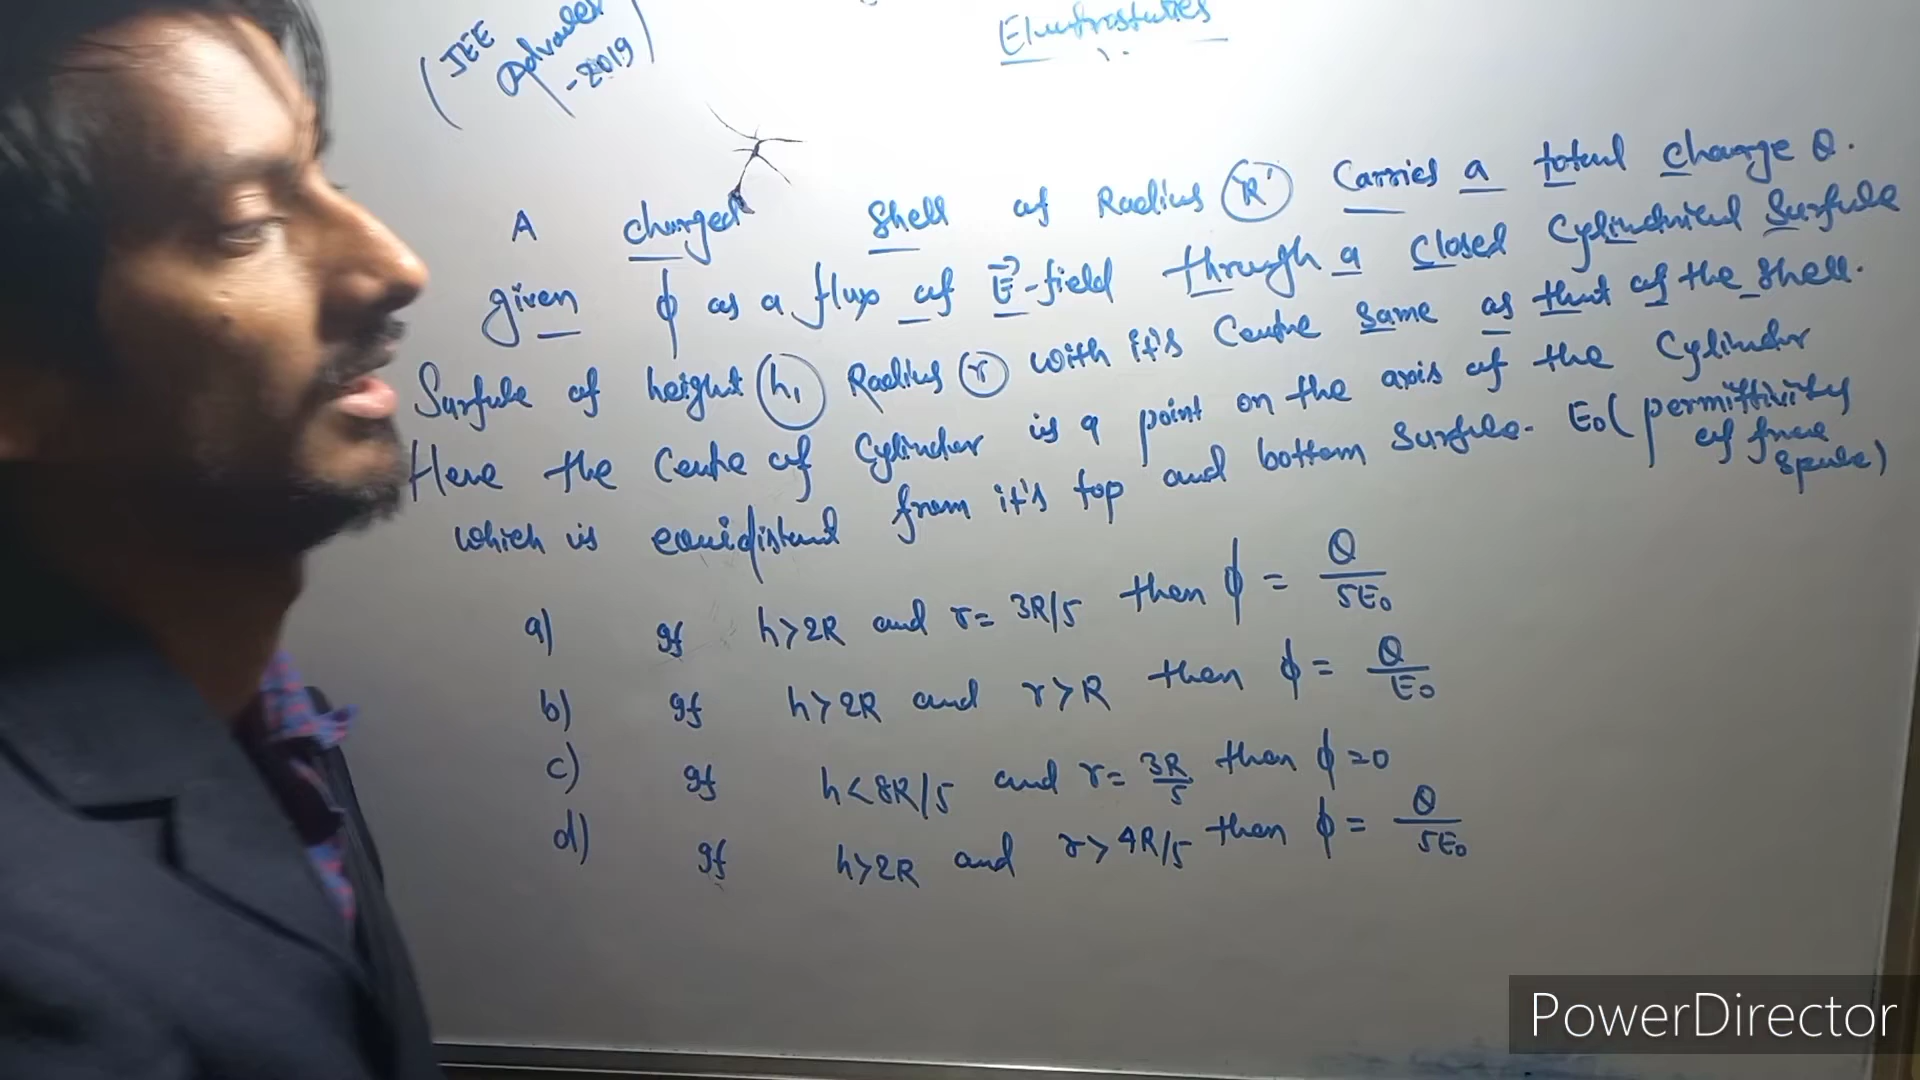 (JEE Advanced -2019)
Electrostatics
A charged shell of Radius 'R' Carries a total charge Q.
given ϕ as a flux of E⃗-field through a closed Cylindrical Surface
Surface of height h, Radius r with it's Centre same as that of the shell.
Here the Centre of Cylinder is a point on the axis of the Cylinder
which is equidistant from it's top and bottom surface. E₀ (permittivity of free space)
a) If h>2R and r= 3R/5 then ϕ = Q/5E₀
b) If h>2R and r>R then ϕ = Q/E₀
c) If h<8R/5 and r= 3R/5 then ϕ=0
d) If h>2R and r>4R/5 then ϕ = Q/5E₀
PowerDirector